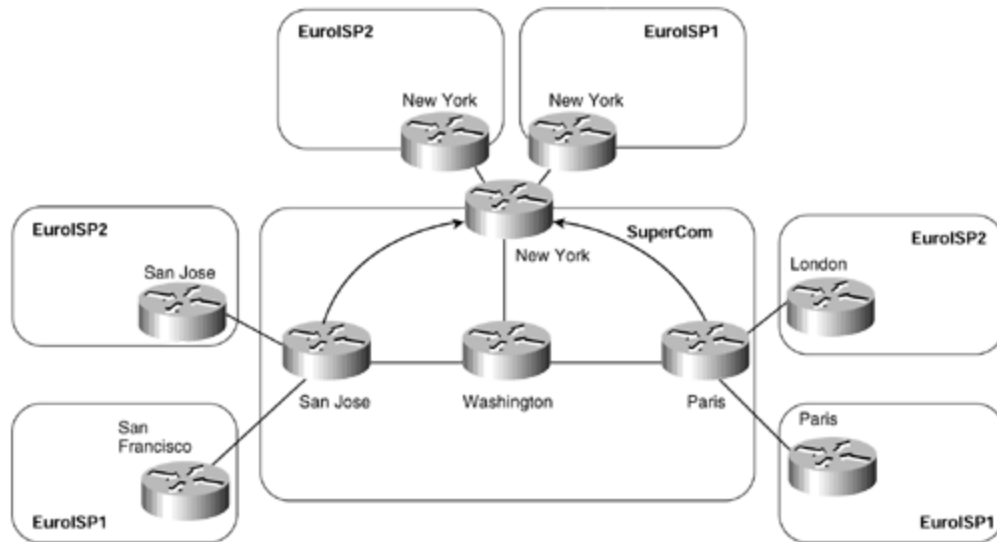 EuroISP2
EuroISP1
New York
New York
EuroISP2
SuperCom
EuroISP2
New York
San Jose
London
San Jose
Washington
Paris
San
Francisco
Paris
EuroISP1
EuroISP1